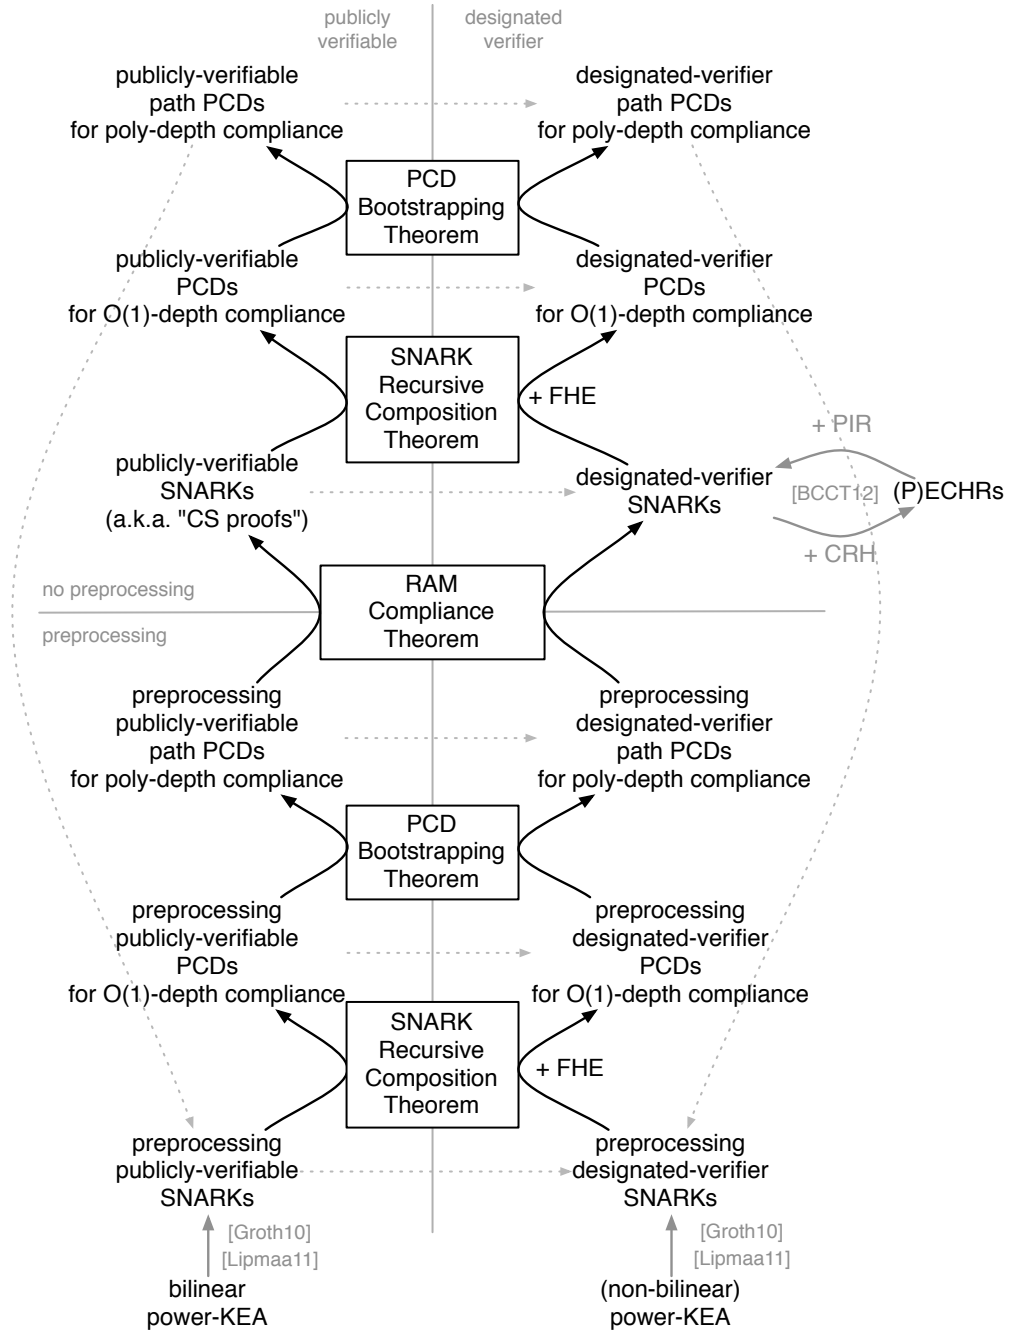 publicly
verifiable
designated
verifier
publicly-verifiable
path PCDs
for poly-depth compliance
designated-verifier
path PCDs
for poly-depth compliance
PCD
Bootstrapping
Theorem
publicly-verifiable
PCDs
for O(1)-depth compliance
designated-verifier
PCDs
for O(1)-depth compliance
SNARK
Recursive
Composition
Theorem
+ FHE
publicly-verifiable
SNARKs
(a.k.a. "CS proofs")
designated-verifier
SNARKs
+ PIR
[BCCT12]
(P)ECHRs
+ CRH
no preprocessing
preprocessing
RAM
Compliance
Theorem
preprocessing
publicly-verifiable
path PCDs
for poly-depth compliance
preprocessing
designated-verifier
path PCDs
for poly-depth compliance
PCD
Bootstrapping
Theorem
preprocessing
publicly-verifiable
PCDs
for O(1)-depth compliance
preprocessing
designated-verifier
PCDs
for O(1)-depth compliance
SNARK
Recursive
Composition
Theorem
+ FHE
preprocessing
publicly-verifiable
SNARKs
preprocessing
designated-verifier
SNARKs
[Groth10]
[Lipmaa11]
[Groth10]
[Lipmaa11]
bilinear
power-KEA
(non-bilinear)
power-KEA